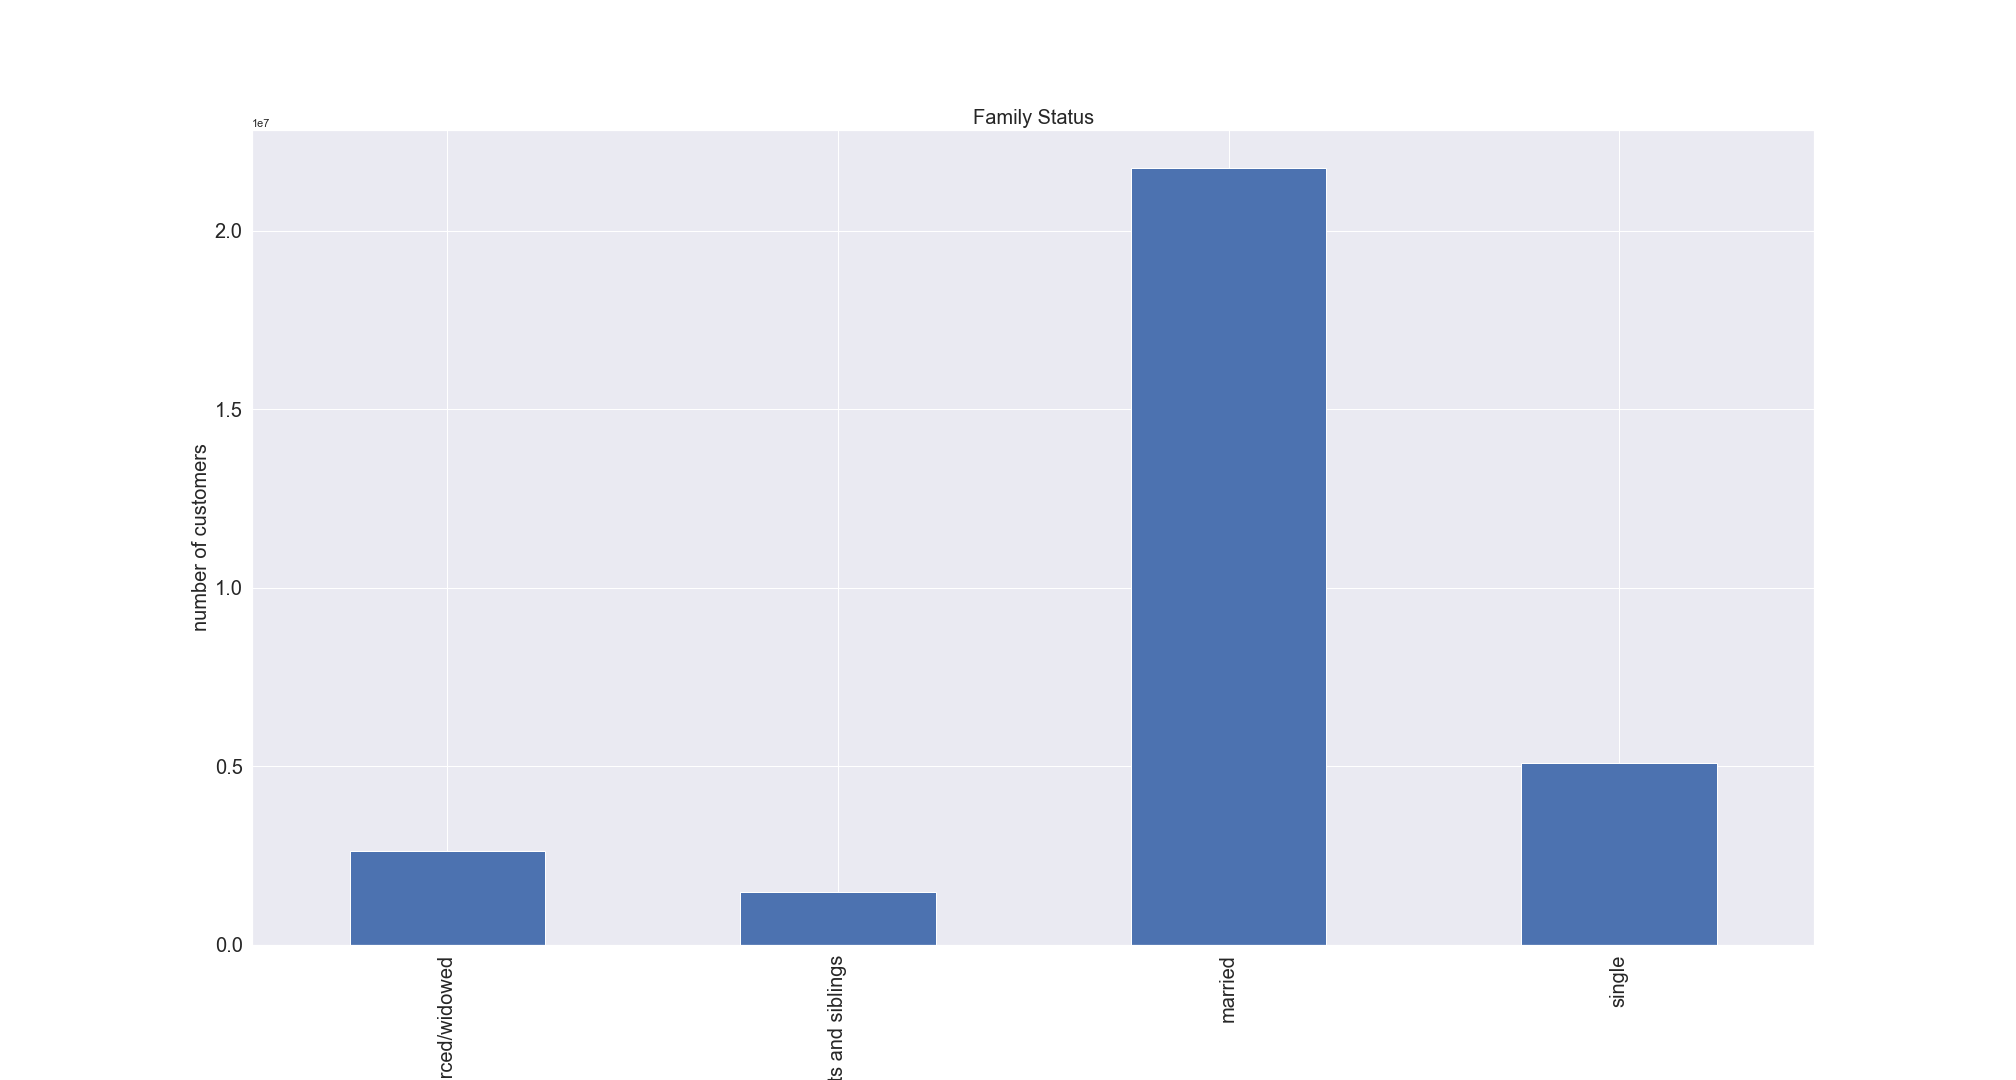 Family Status
1e7
2.0
1.5
1.0
0.5
0.0
number of customers
rced/widowed
ts and siblings
married
single